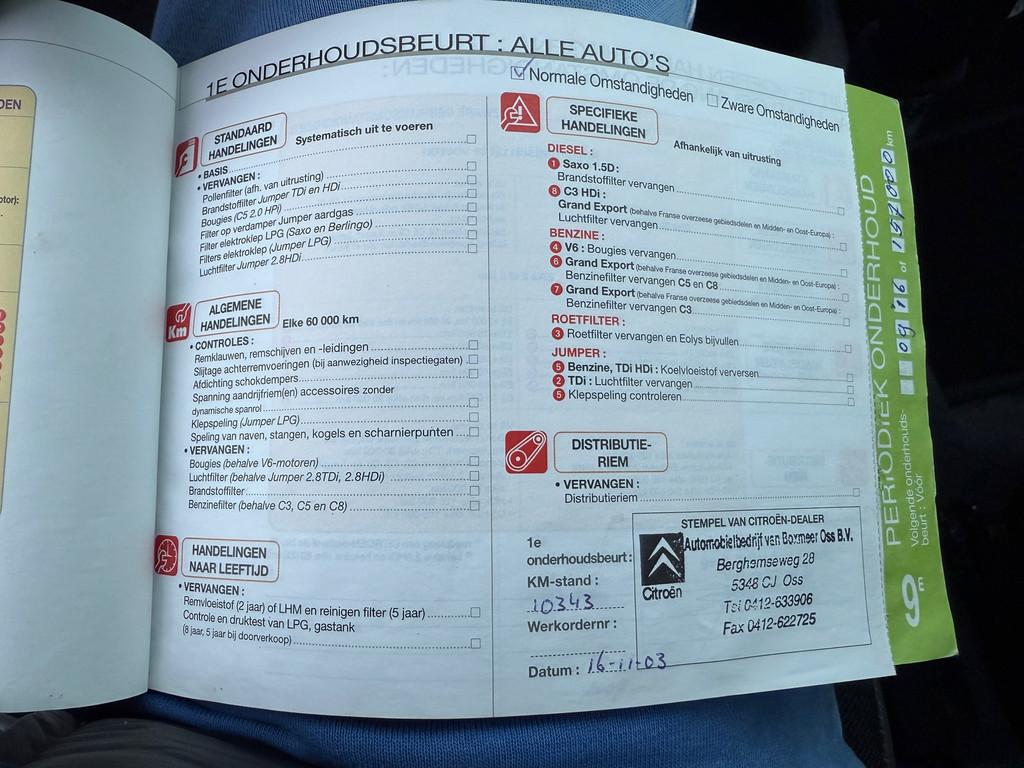 DEN
otor):
1E ONDERHOUDSBEURT : ALLE AUTO'S
Normale Omstandigheden
Zware Omstandigheden
STANDAARD
HANDELINGEN
Systematisch uit te voeren
• BASIS
• VERVANGEN :
Pollenfilter (afh. van uitrusting)
Brandstoffilter Jumper TDi en HDi
Bougies (C5 2.0 HPi)
Filter op verdamper Jumper aardgas
Filter elektroklep LPG (Saxo en Berlingo)
Filters elektroklep (Jumper LPG)
Luchtfilter Jumper 2.8HDi
Km
ALGEMENE
HANDELINGEN
Elke 60 000 km
• CONTROLES :
Remklauwen, remschijven en -leidingen
Slijtage achterremvoeringen (bij aanwezigheid inspectiegaten)
Afdichting schokdempers
Spanning aandrijfriem(en) accessoires zonder
dynamische spanrol
Klepspeling (Jumper LPG)
Speling van naven, stangen, kogels en scharnierpunten
• VERVANGEN :
Bougies (behalve V6-motoren)
Luchtfilter (behalve Jumper 2.8TDi, 2.8HDi)
Brandstoffilter
Benzinefilter (behalve C3, C5 en C8)
HANDELINGEN
NAAR LEEFTIJD
• VERVANGEN :
Remvloeistof (2 jaar) of LHM en reinigen filter (5 jaar)
Controle en druktest van LPG, gastank
(8 jaar, 5 jaar bij doorverkoop)
SPECIFIEKE
HANDELINGEN
Afhankelijk van uitrusting
DIESEL :
1 Saxo 1.5D:
Brandstoffilter vervangen
8 C3 HDi :
Grand Export (behalve Franse overzeese gebiedsdelen en Midden- en Oost-Europa) :
Luchtfilter vervangen
BENZINE :
4 V6 : Bougies vervangen
6 Grand Export (behalve Franse overzeese gebiedsdelen en Midden- en Oost-Europa) :
Benzinefilter vervangen C5 en C8
7 Grand Export (behalve Franse overzeese gebiedsdelen en Midden- en Oost-Europa) :
Benzinefilter vervangen C3
ROETFILTER :
3 Roetfilter vervangen en Eolys bijvullen
JUMPER :
5 Benzine, TDi HDi : Koelvloeistof verversen
2 TDi : Luchtfilter vervangen
5 Klepspeling controleren
DISTRIBUTIE-
RIEM
• VERVANGEN :
Distributieriem
1e
onderhoudsbeurt:
KM-stand :
10343
Werkordernr :
Datum : 16-11-03
STEMPEL VAN CITROËN-DEALER
Citroën
Automobielbedrijf van Boxmeer Oss B.V.
Berghemseweg 28
5348 CJ Oss
Tel 0412-633906
Fax 0412-622725
9E
PERIODIEK ONDERHOUD
Volgende onderhouds-
beurt : Vóór
09 '16 of 197000 km